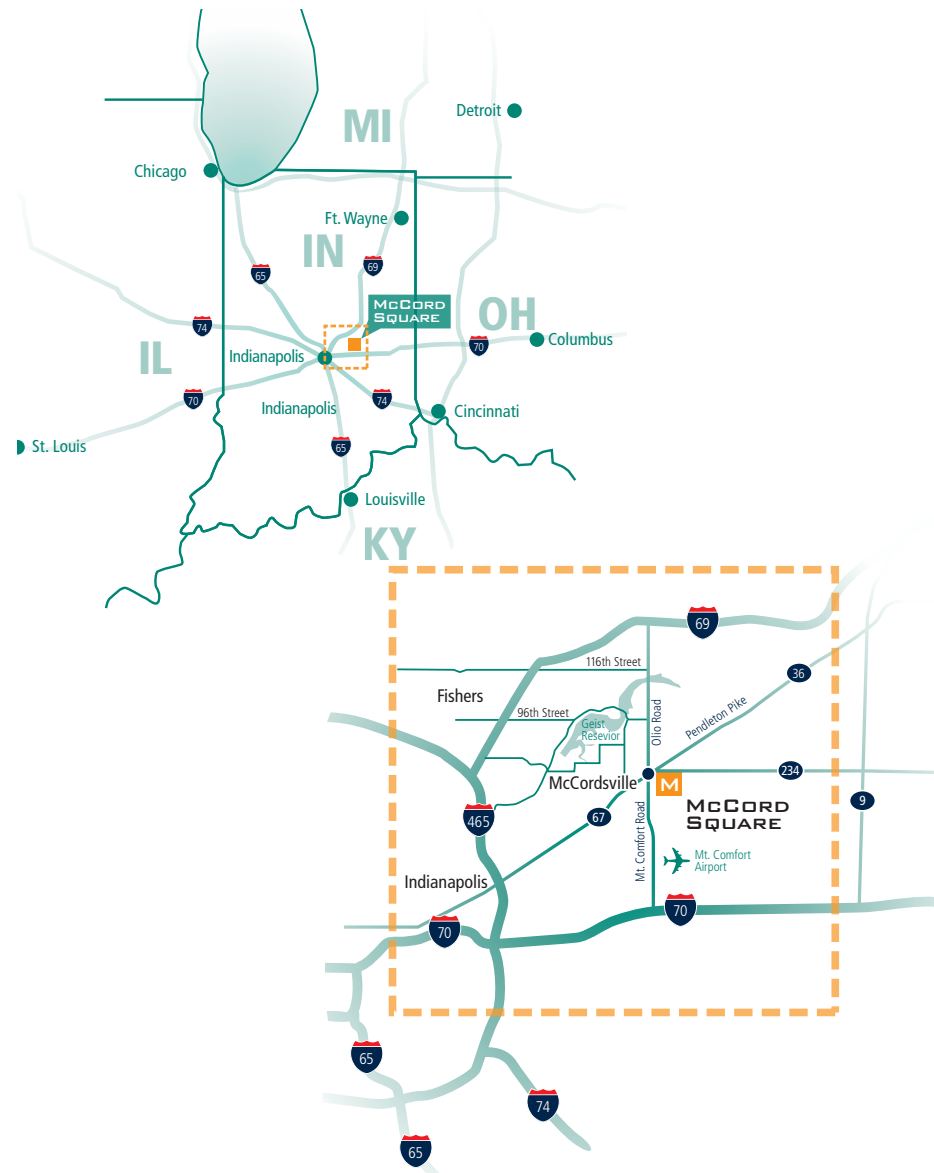 MI
Detroit
Chicago
Ft. Wayne
IN
69
65
McCord
Square
OH
74
Columbus
70
IL
Indianapolis
70
74
Indianapolis
Cincinnati
65
St. Louis
Louisville
KY
69
116th Street
36
Fishers
96th Street
Olio Road
Pendleton Pike
Geist
Resevior
234
McCordsville
M
9
McCord
Square
67
465
Mt. Comfort Road
Mt. Comfort
Airport
Indianapolis
70
70
65
74
65